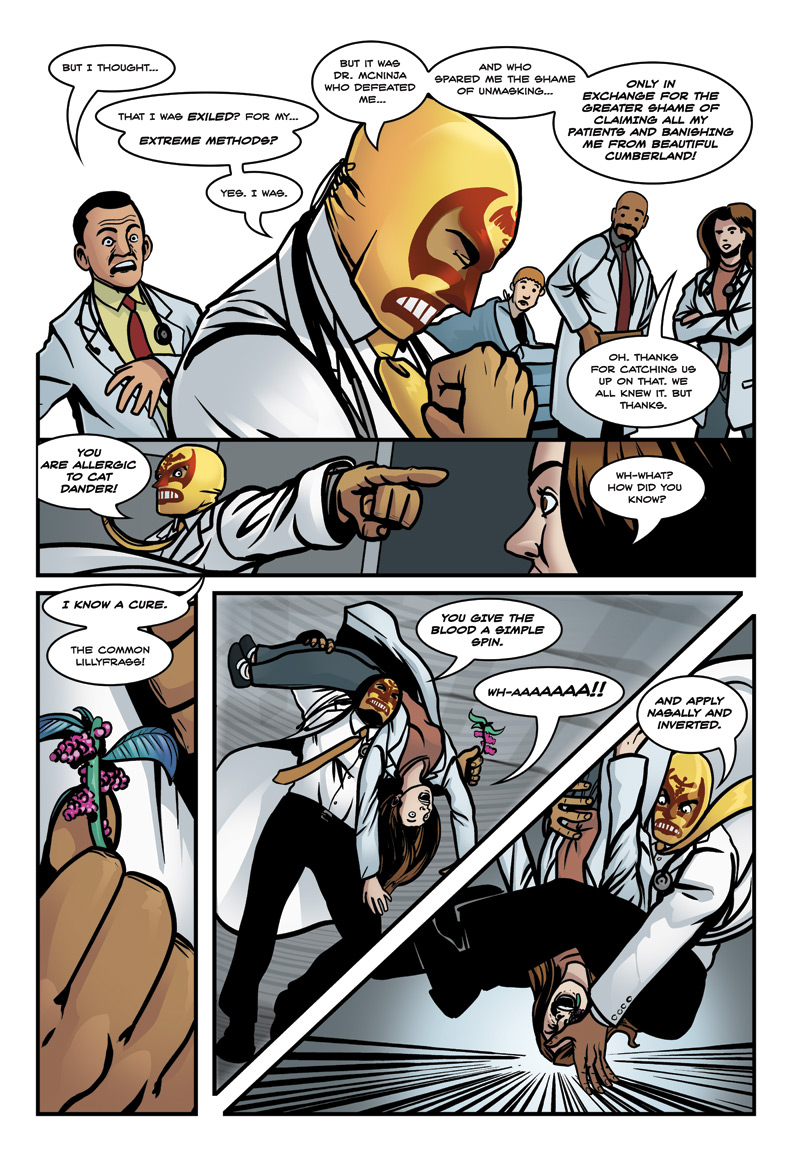 BUT I THOUGHT...
THAT I WAS EXILED? FOR MY...
EXTREME METHODS?
YES. I WAS.
BUT IT WAS
DR. MCNINJA
WHO DEFEATED
ME...
AND WHO
SPARED ME THE SHAME
OF UNMASKING...
ONLY IN
EXCHANGE FOR THE
GREATER SHAME OF
CLAIMING ALL MY
PATIENTS AND BANISHING
ME FROM BEAUTIFUL
CUMBERLAND!
OH. THANKS
FOR CATCHING US
UP ON THAT. WE
ALL KNEW IT. BUT
THANKS.
YOU
ARE ALLERGIC
TO CAT
DANDER!
WH-WHAT?
HOW DID YOU
KNOW?
I KNOW A CURE.
THE COMMON
LILLYFRASS!
YOU GIVE THE
BLOOD A SIMPLE
SPIN.
WH-AAAAAAA!!
AND APPLY
NASALLY AND
INVERTED.